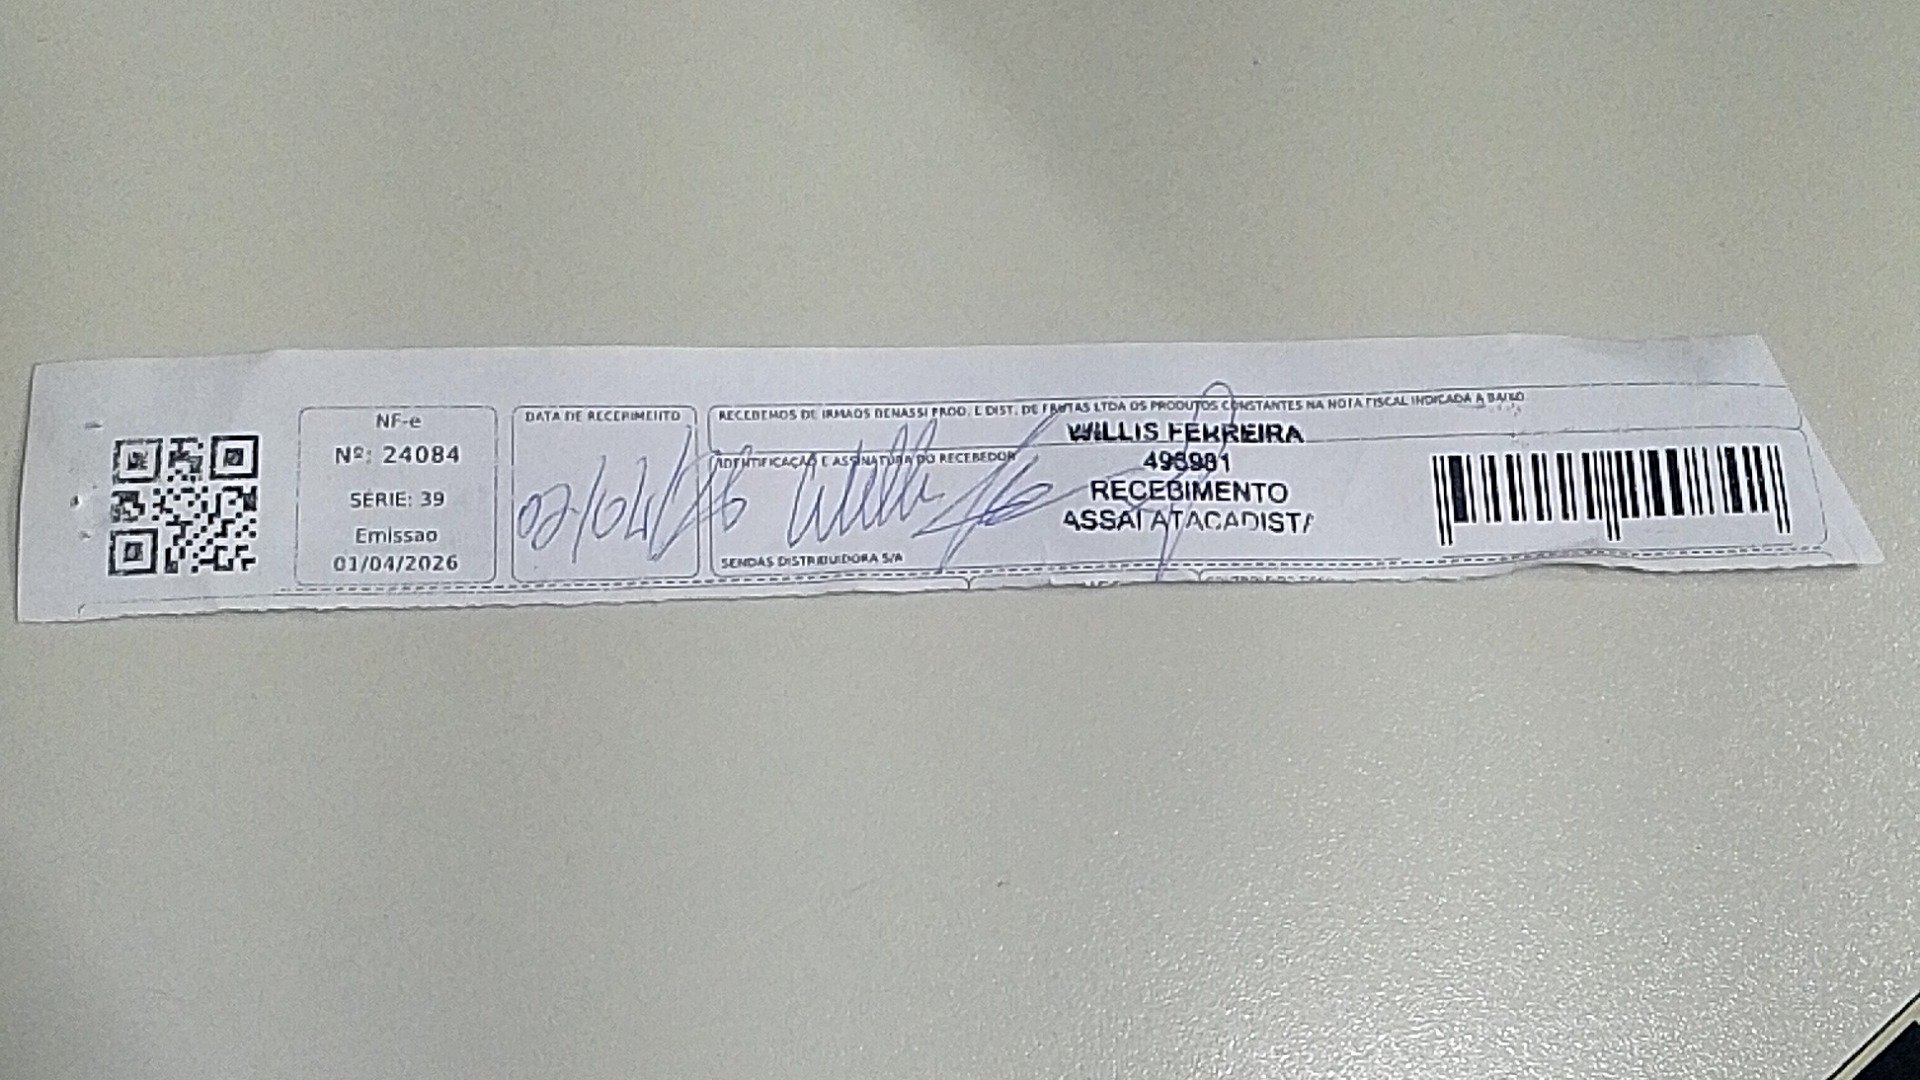 NF-e
Nº: 24084
SERIE: 39
Emissao
01/04/2026
DATA DE RECEBIMENTO
02/04/26
RECEBEMOS DE IRMAOS BENASSI PROD. E DIST. DE FRUTAS LTDA OS PRODUTOS CONSTANTES NA NOTA FISCAL INDICADA A BAIXO
IDENTIFICAÇÃO E ASSINATURA DO RECEBEDOR
WILLIS FERREIRA
RECEBIMENTO
ASSAI ATACADISTA
SENDAS DISTRIBUIDORA S/A